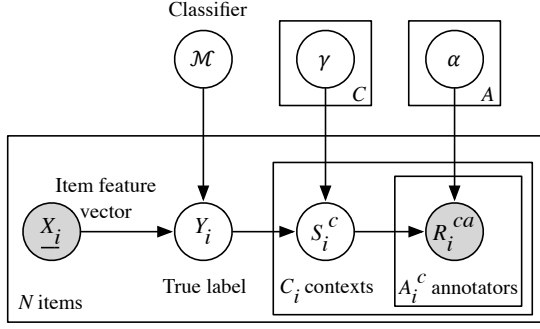 Classifier
ℳ
γ
C
α
A
Item feature
vector
X_i
Y_i
S_i^c
R_i^{ca}
True label
N items
C_i contexts
A_i^c annotators